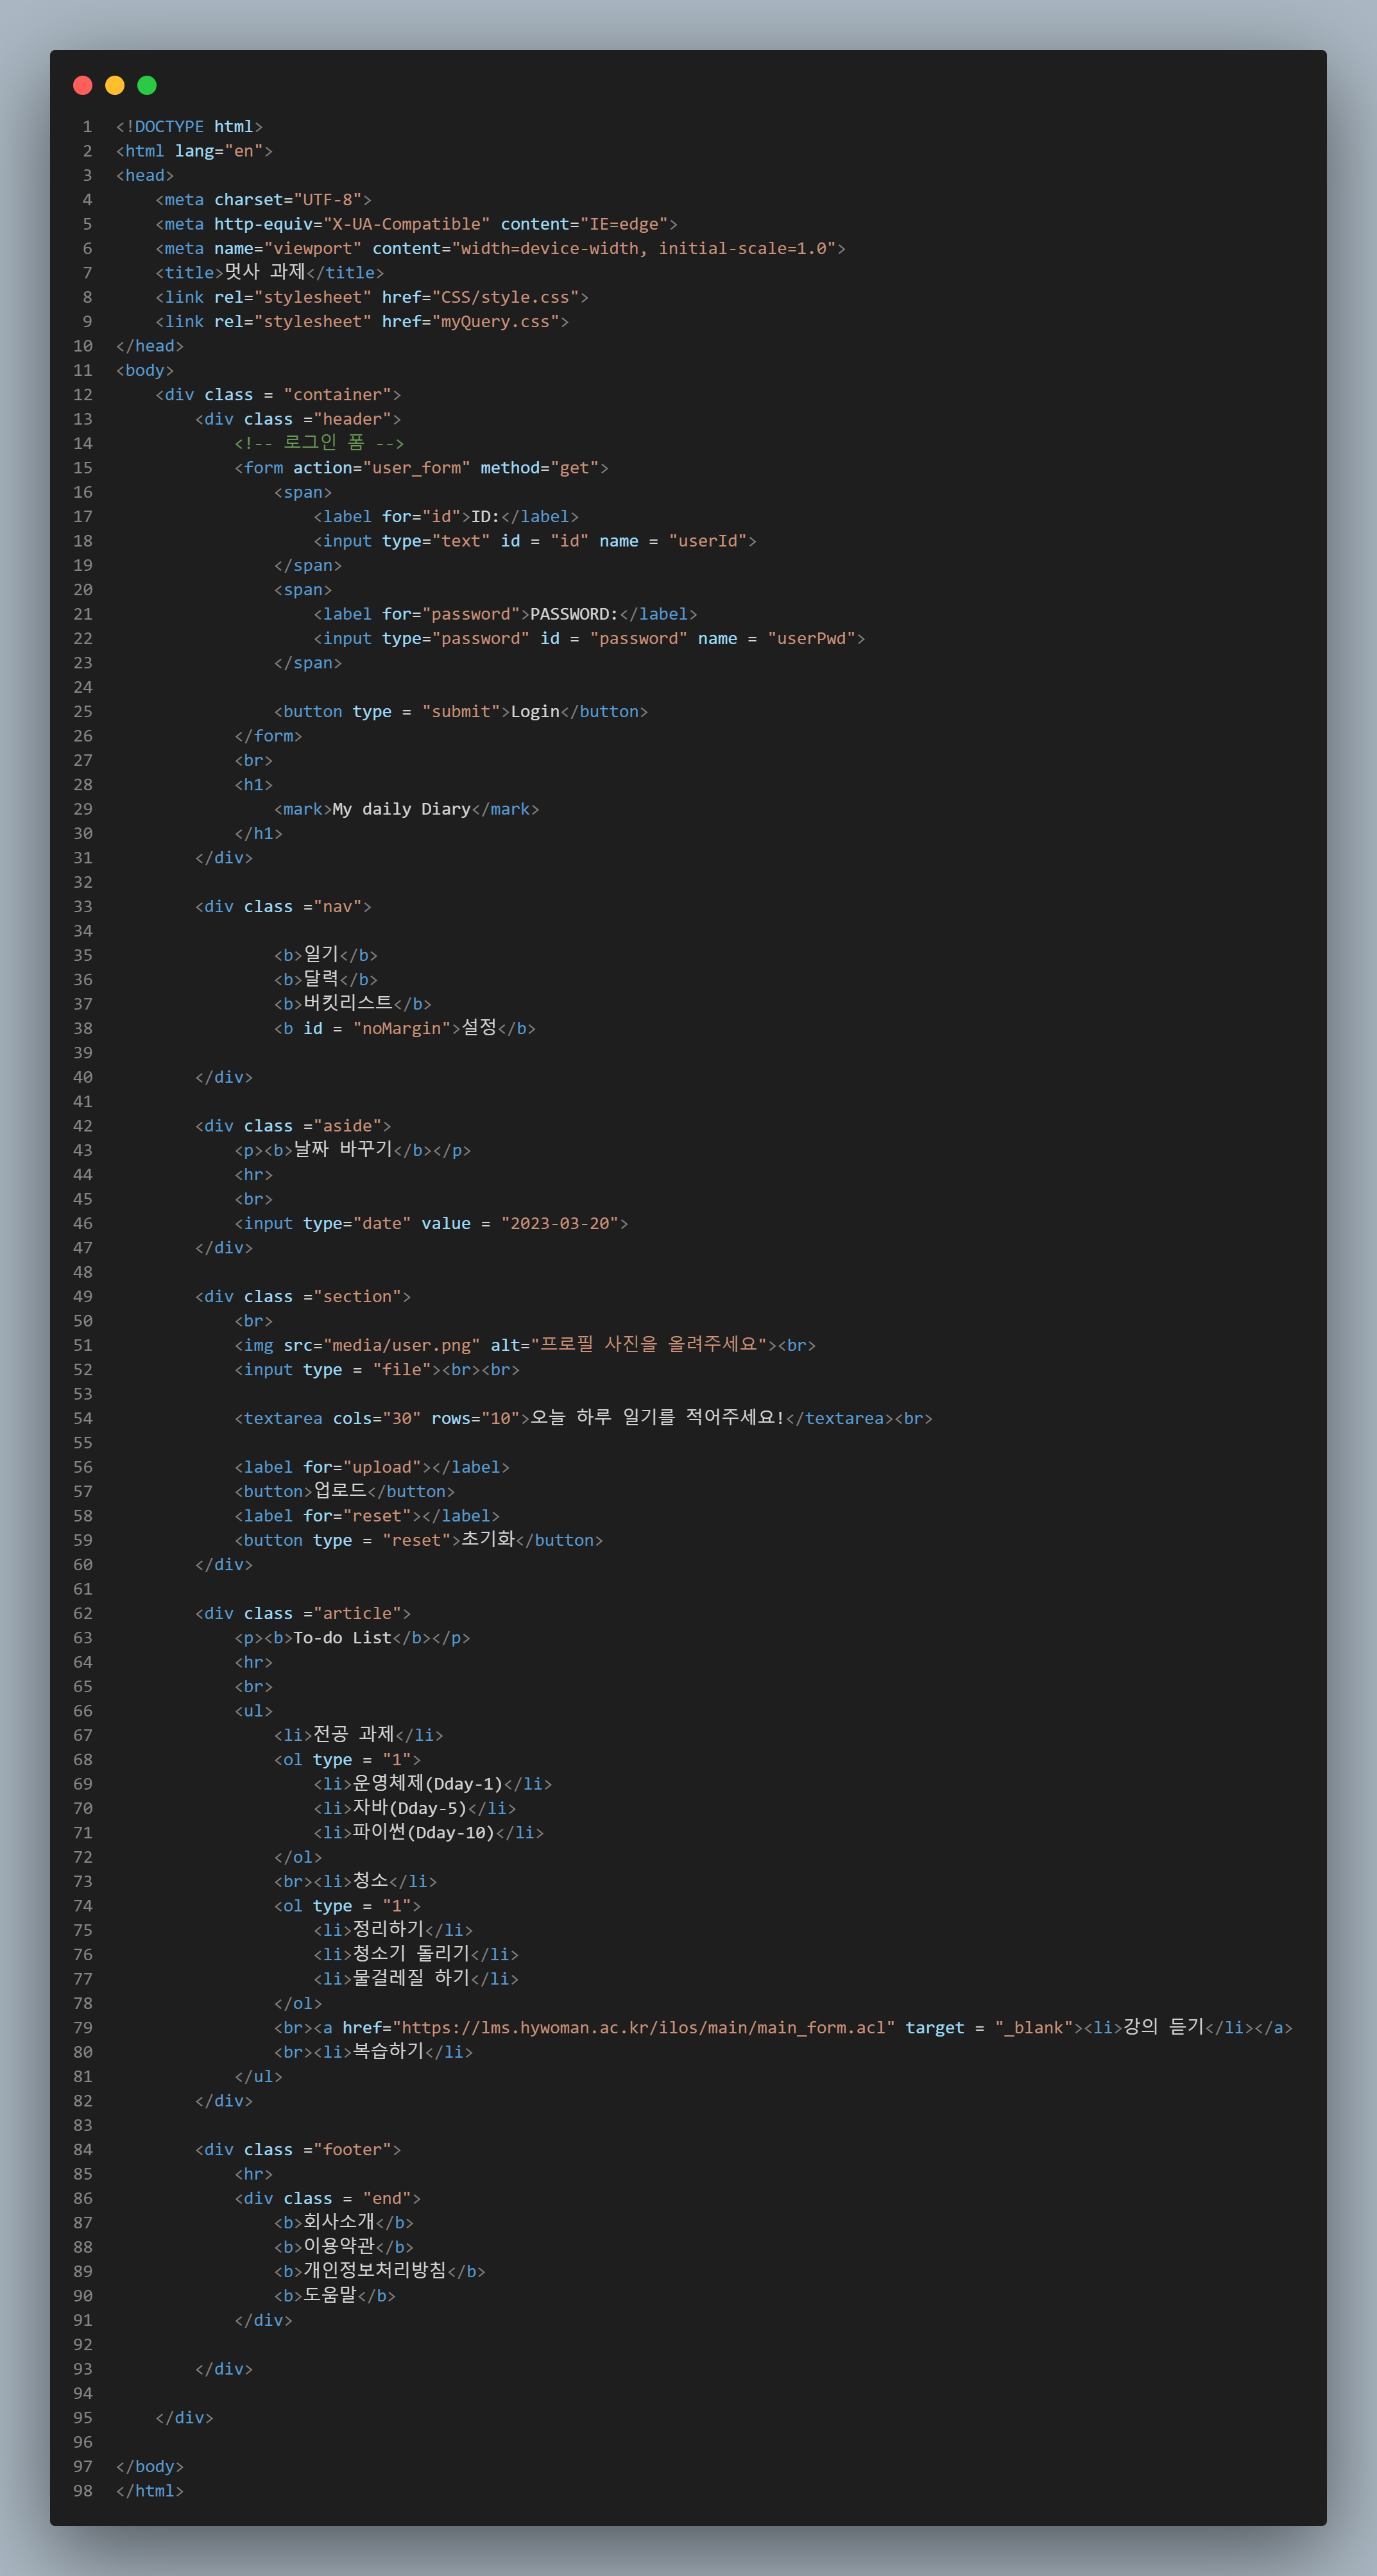 1 <!DOCTYPE html>
2 <html lang="en">
3 <head>
4     <meta charset="UTF-8">
5     <meta http-equiv="X-UA-Compatible" content="IE=edge">
6     <meta name="viewport" content="width=device-width, initial-scale=1.0">
7     <title>멋사 과제</title>
8     <link rel="stylesheet" href="CSS/style.css">
9     <link rel="stylesheet" href="myQuery.css">
10 </head>
11 <body>
12     <div class = "container">
13         <div class ="header">
14             <!-- 로그인 폼 -->
15             <form action="user_form" method="get">
16                 <span>
17                     <label for="id">ID:</label>
18                     <input type="text" id = "id" name = "userId">
19                 </span>
20                 <span>
21                     <label for="password">PASSWORD:</label>
22                     <input type="password" id = "password" name = "userPwd">
23                 </span>
24
25                 <button type = "submit">Login</button>
26             </form>
27             <br>
28             <h1>
29                 <mark>My daily Diary</mark>
30             </h1>
31         </div>
32
33         <div class ="nav">
34
35                 <b>일기</b>
36                 <b>달력</b>
37                 <b>버킷리스트</b>
38                 <b id = "noMargin">설정</b>
39
40         </div>
41
42         <div class ="aside">
43             <p><b>날짜 바꾸기</b></p>
44             <hr>
45             <br>
46             <input type="date" value = "2023-03-20">
47         </div>
48
49         <div class ="section">
50             <br>
51             <img src="media/user.png" alt="프로필 사진을 올려주세요"><br>
52             <input type = "file"><br><br>
53
54             <textarea cols="30" rows="10">오늘 하루 일기를 적어주세요!</textarea><br>
55
56             <label for="upload"></label>
57             <button>업로드</button>
58             <label for="reset"></label>
59             <button type = "reset">초기화</button>
60         </div>
61
62         <div class ="article">
63             <p><b>To-do List</b></p>
64             <hr>
65             <br>
66             <ul>
67                 <li>전공 과제</li>
68                 <ol type = "1">
69                     <li>운영체제(Dday-1)</li>
70                     <li>자바(Dday-5)</li>
71                     <li>파이썬(Dday-10)</li>
72                 </ol>
73                 <br><li>청소</li>
74                 <ol type = "1">
75                     <li>정리하기</li>
76                     <li>청소기 돌리기</li>
77                     <li>물걸레질 하기</li>
78                 </ol>
79                 <br><a href="https://lms.hywoman.ac.kr/ilos/main/main_form.acl" target = "_blank"><li>강의 듣기</li></a>
80                 <br><li>복습하기</li>
81             </ul>
82         </div>
83
84         <div class ="footer">
85             <hr>
86             <div class = "end">
87                 <b>회사소개</b>
88                 <b>이용약관</b>
89                 <b>개인정보처리방침</b>
90                 <b>도움말</b>
91             </div>
92
93         </div>
94
95     </div>
96
97 </body>
98 </html>